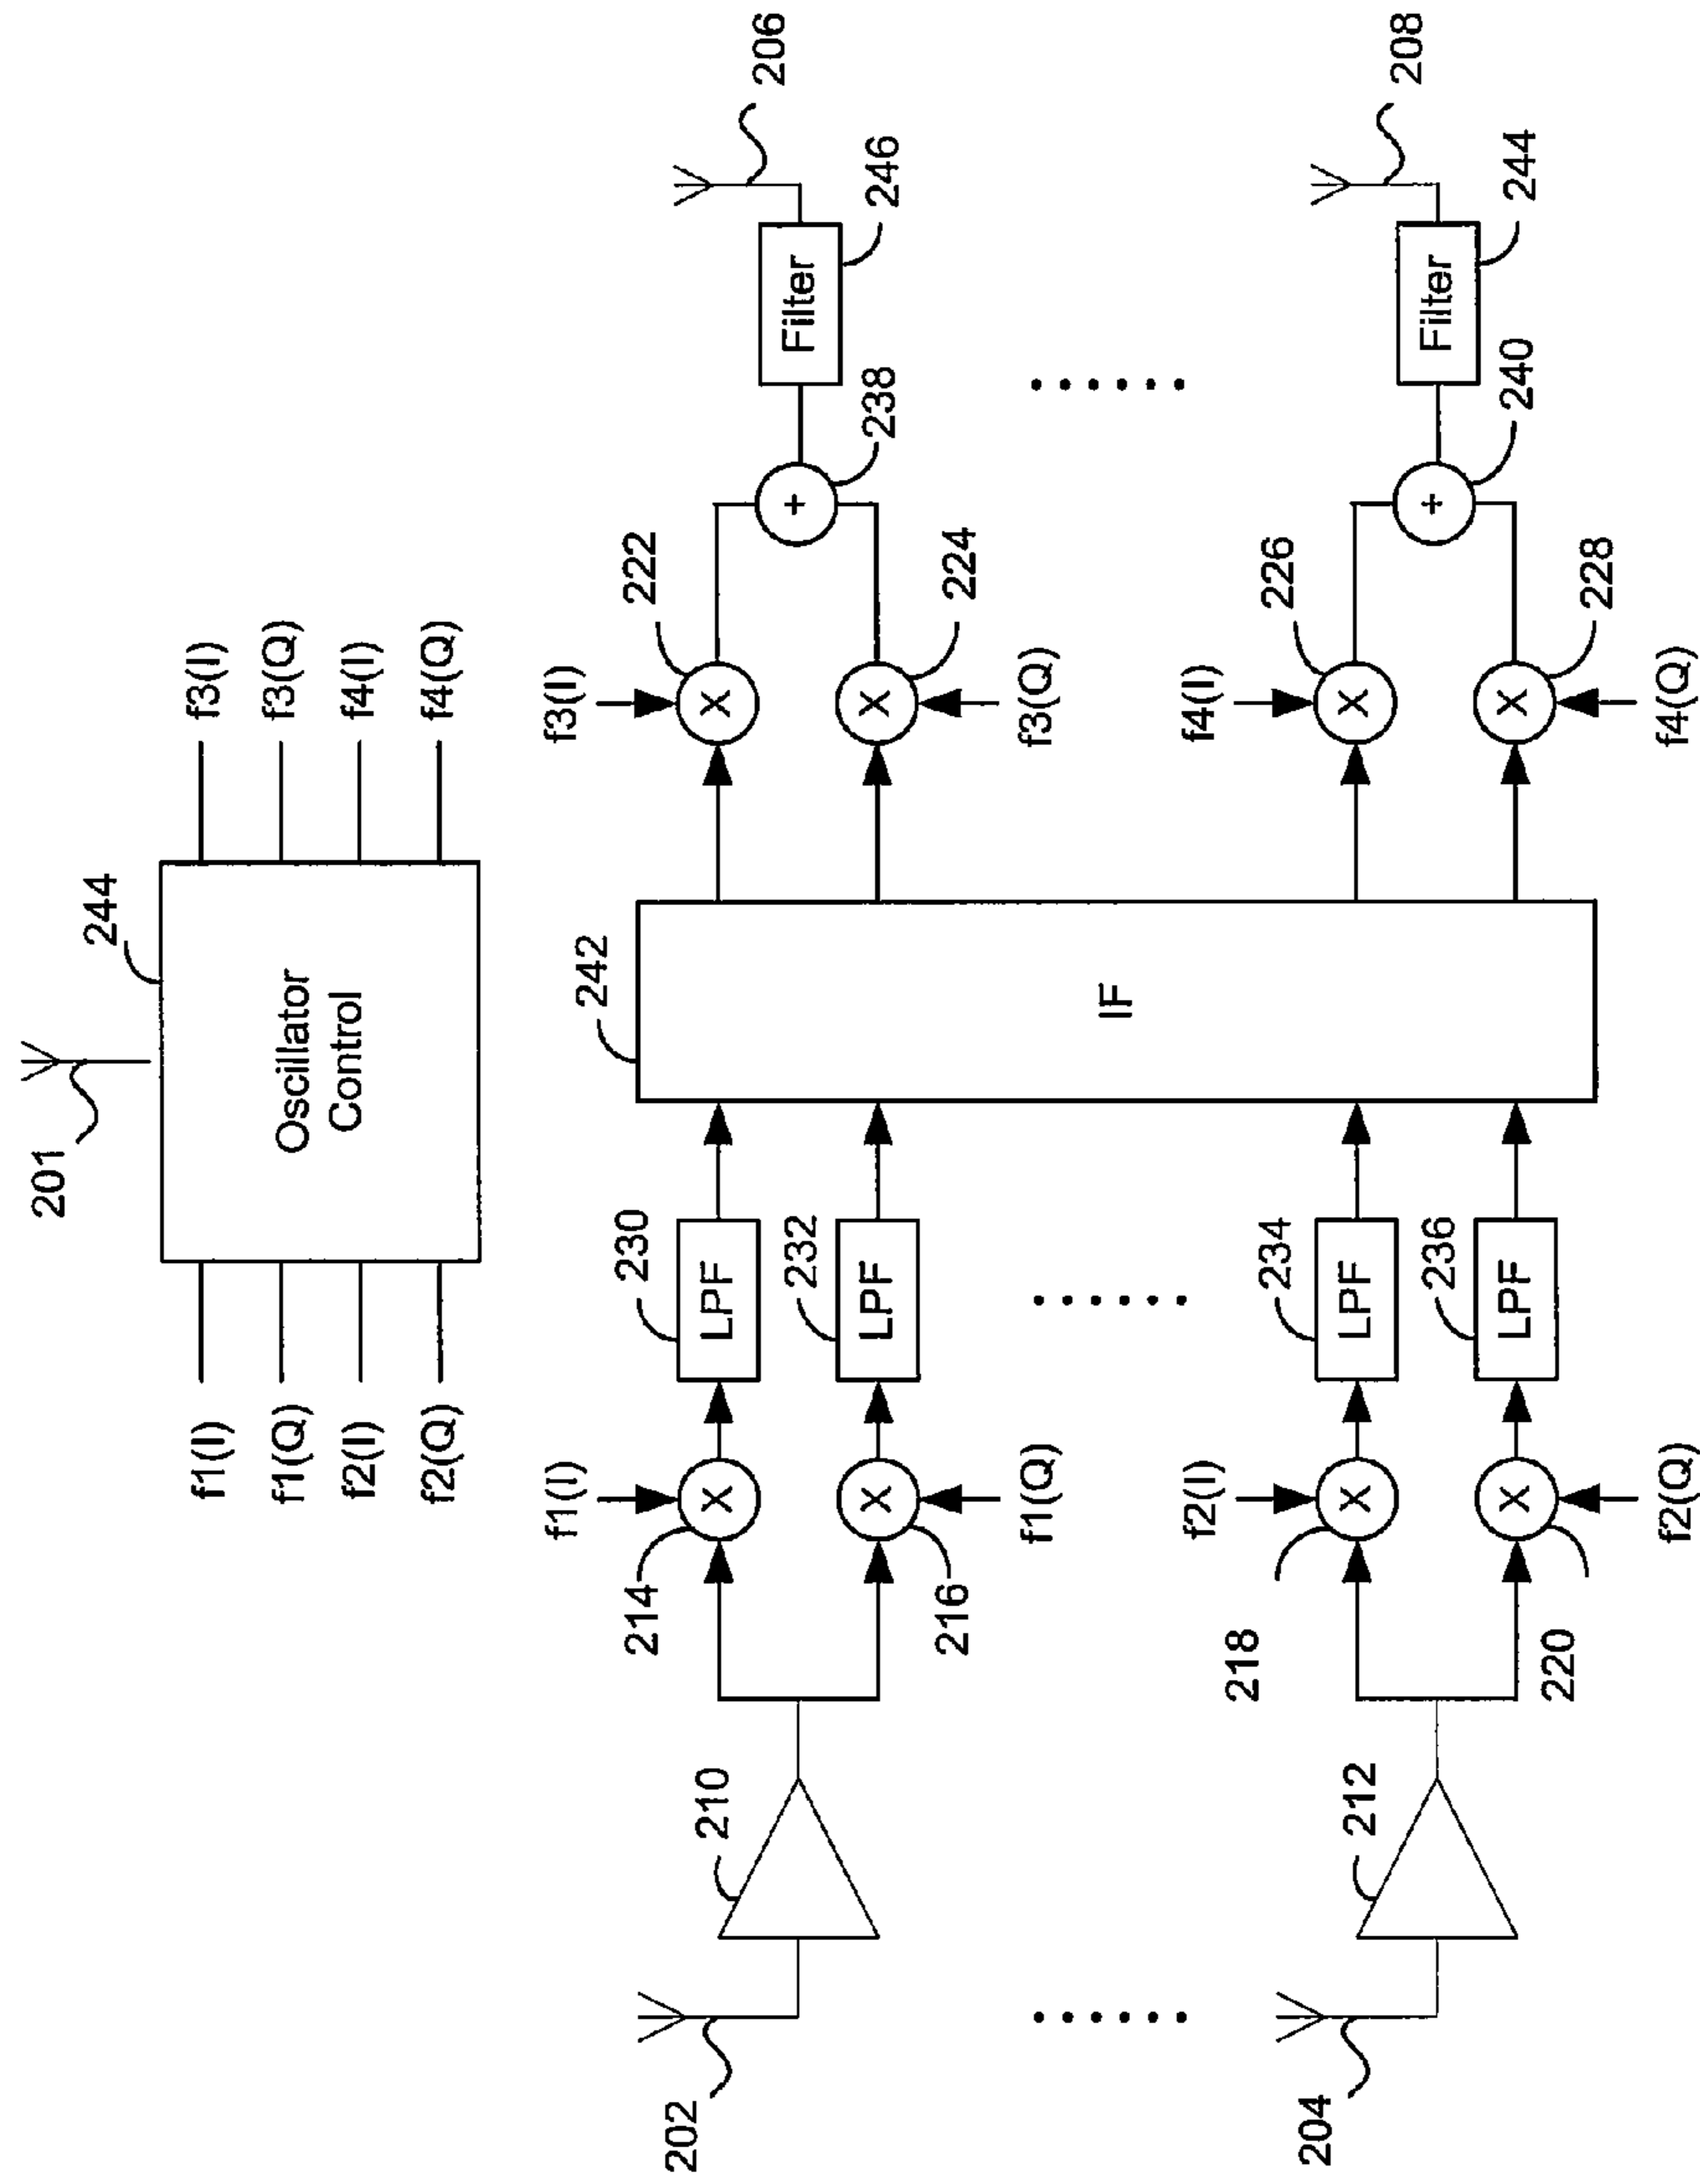 201
244
f1(I)
f1(Q)
f2(I)
f2(Q)
Oscillator
Control
f3(I)
f3(Q)
f4(I)
f4(Q)
202
210
214
f1(I)
216
f1(Q)
230
LPF
232
LPF
242
IF
f3(I)
222
f3(Q)
224
+
238
Filter
246
206
X
X
X
X
204
212
218
f2(I)
220
f2(Q)
234
LPF
236
LPF
f4(I)
226
f4(Q)
228
+
240
Filter
244
208
X
X
X
X